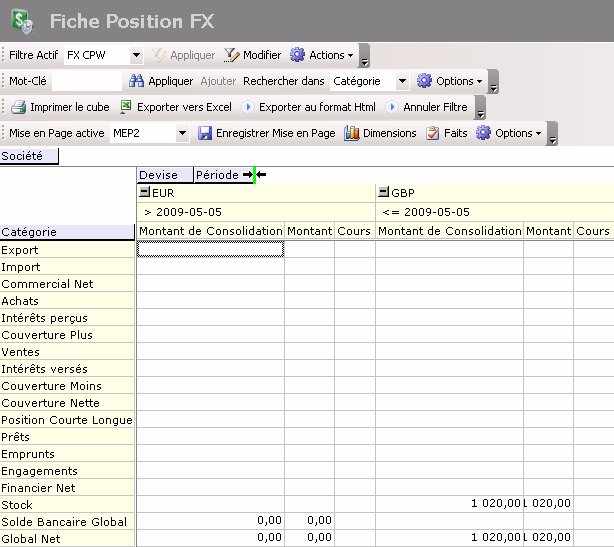 Fiche Position FX
Filtre Actif FX CPW Appliquer Modifier Actions
Mot-Clé Appliquer Ajouter Rechercher dans Catégorie Options
Imprimer le cube Exporter vers Excel Exporter au format Html Annuler Filtre
Mise en Page active MEP2 Enregistrer Mise en Page Dimensions Faits Options
Société
Devise Période
EUR GBP
> 2009-05-05 <= 2009-05-05
Catégorie Montant de Consolidation Montant Cours Montant de Consolidation Montant Cours
Export
Import
Commercial Net
Achats
Intérêts perçus
Couverture Plus
Ventes
Intérêts versés
Couverture Moins
Couverture Nette
Position Courte Longue
Prêts
Emprunts
Engagements
Financier Net
Stock 1 020,00 1 020,00
Solde Bancaire Global 0,00 0,00
Global Net 0,00 0,00 1 020,00 1 020,00